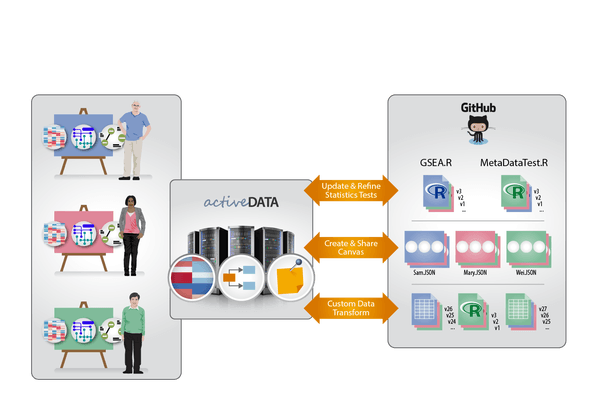 GitHub
GSEA.R
MetaDataTest.R
R
v3
v2
v1
...
R
v3
v2
v1
...
activeDATA
Update & Refine
Statistics Tests
Create & Share
Canvas
Custom Data
Transform
Sam.JSON
Mary.JSON
Wei.JSON
v26
v25
v24
...
R
v3
v2
v1
...
v27
v26
v25
...